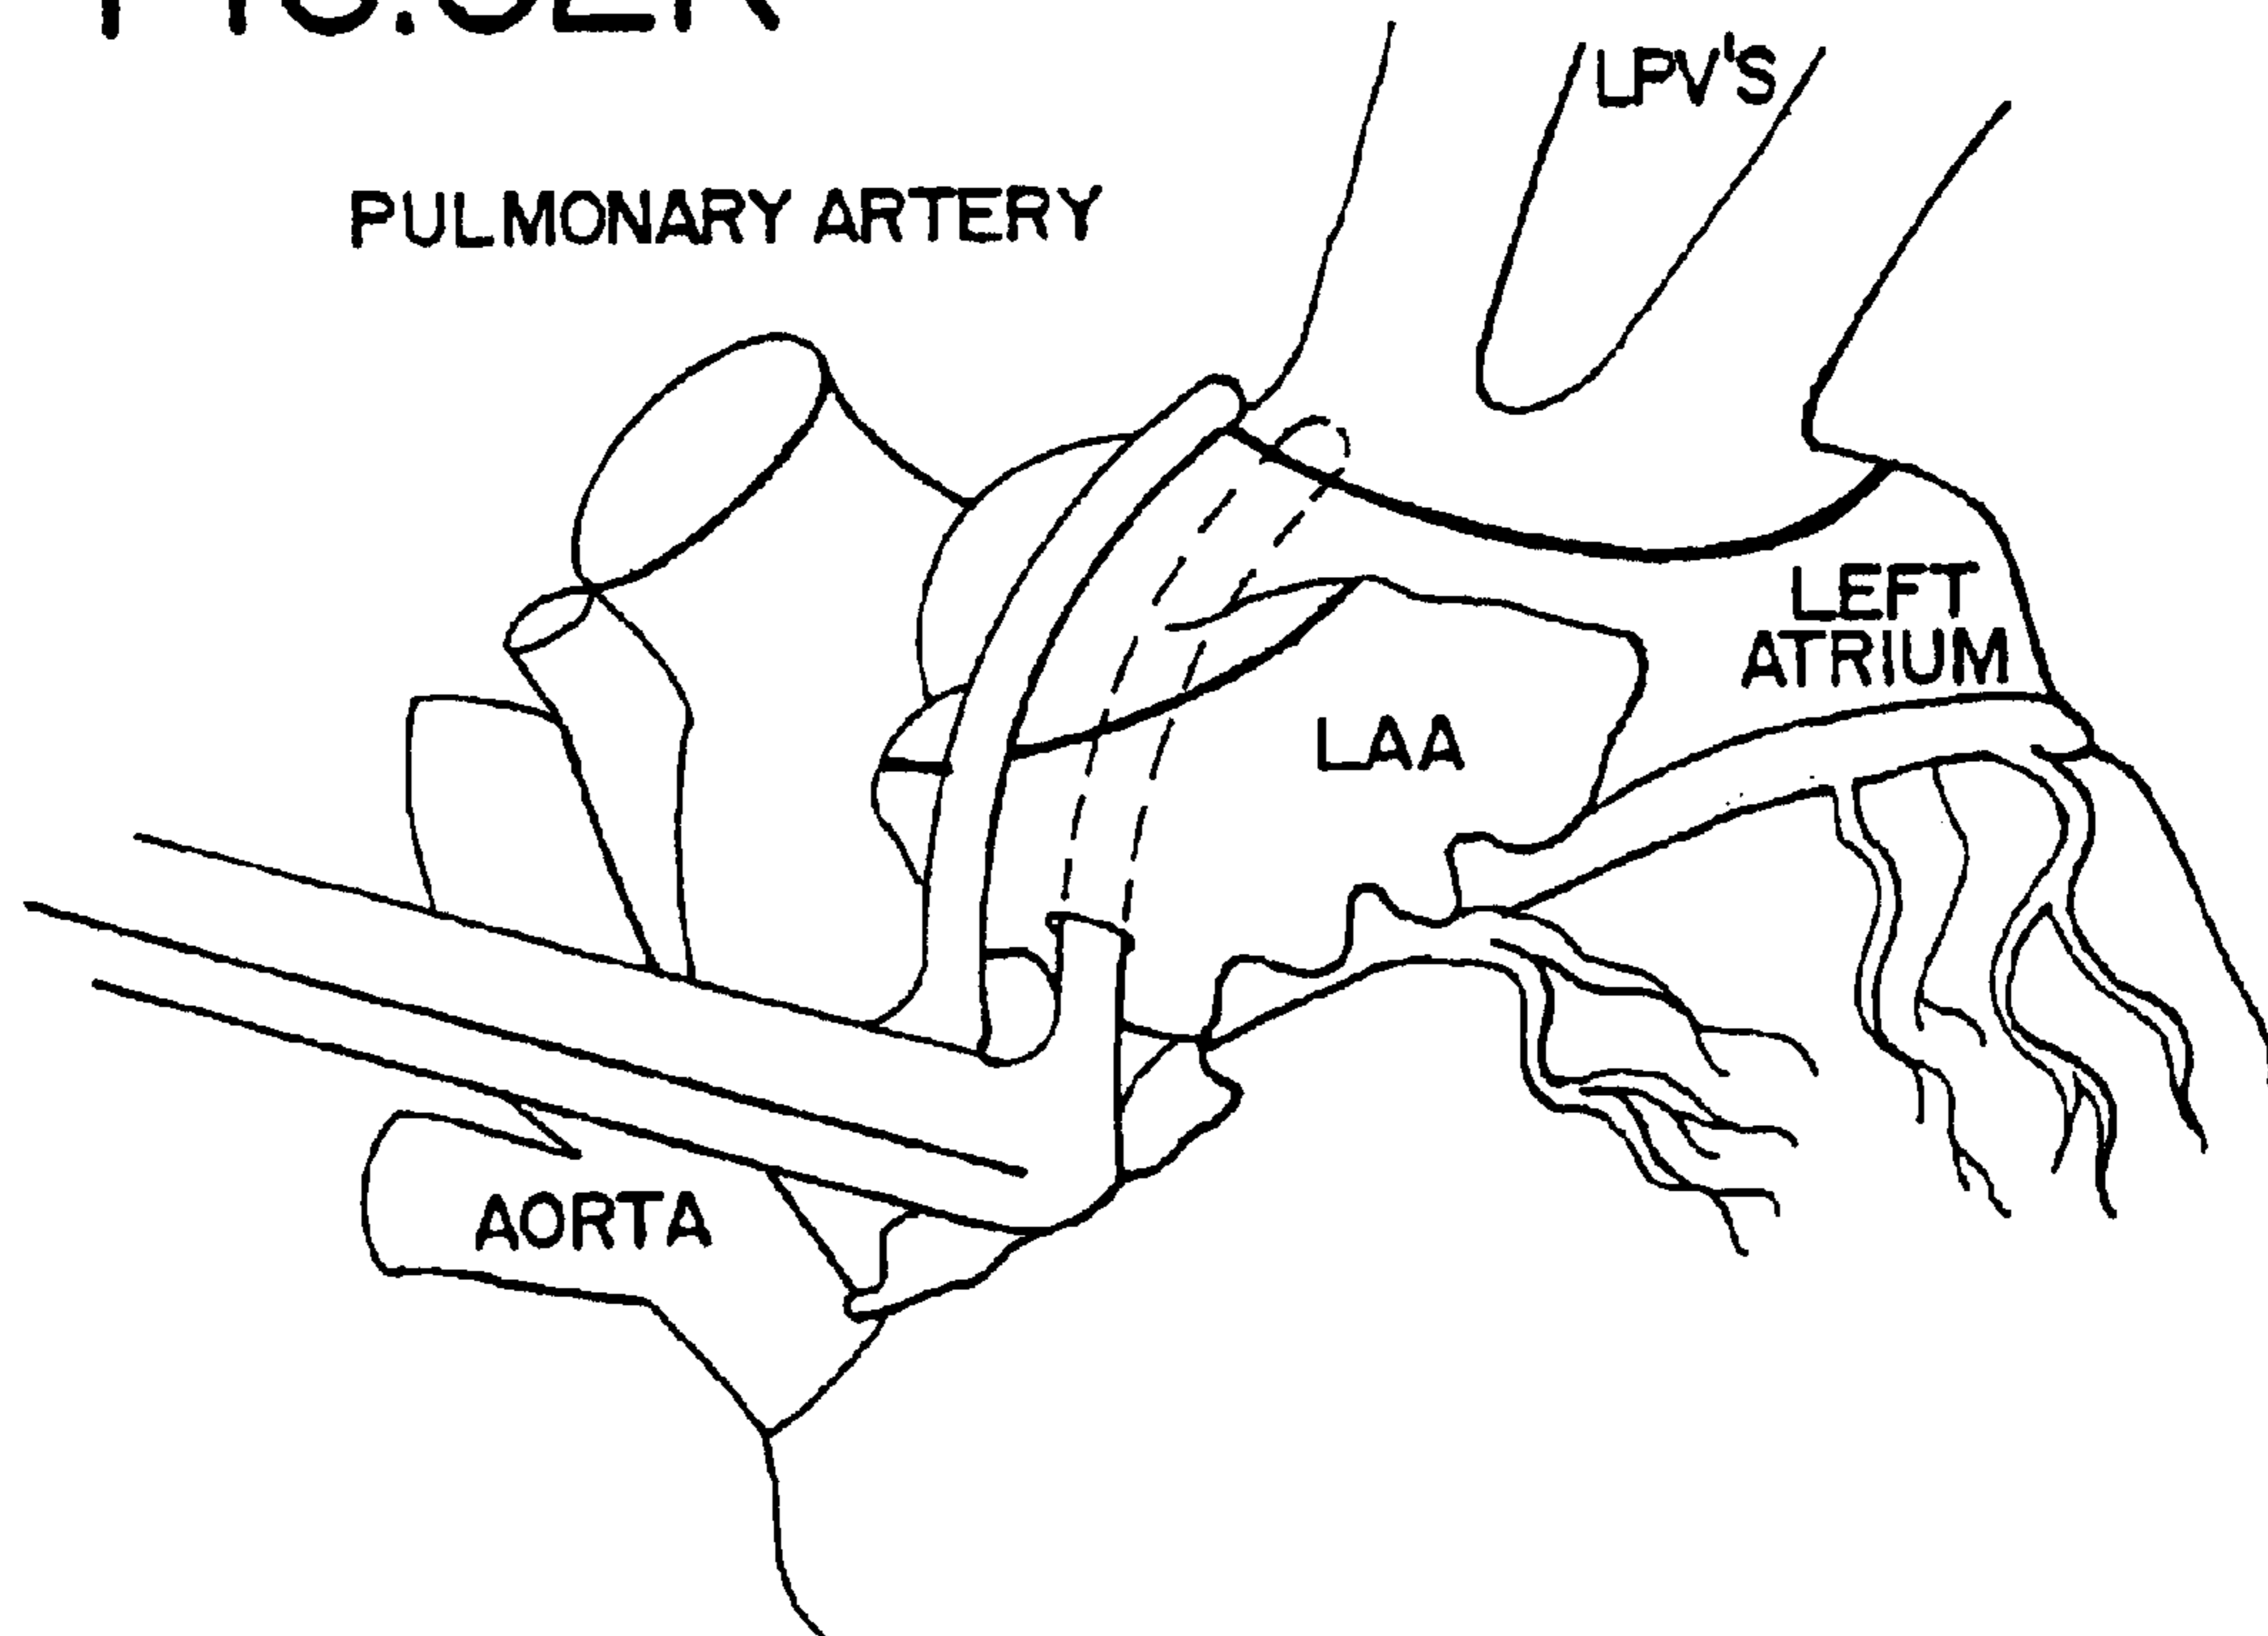 LPV'S
PULMONARY ARTERY
LEFT
ATRIUM
LAA
AORTA